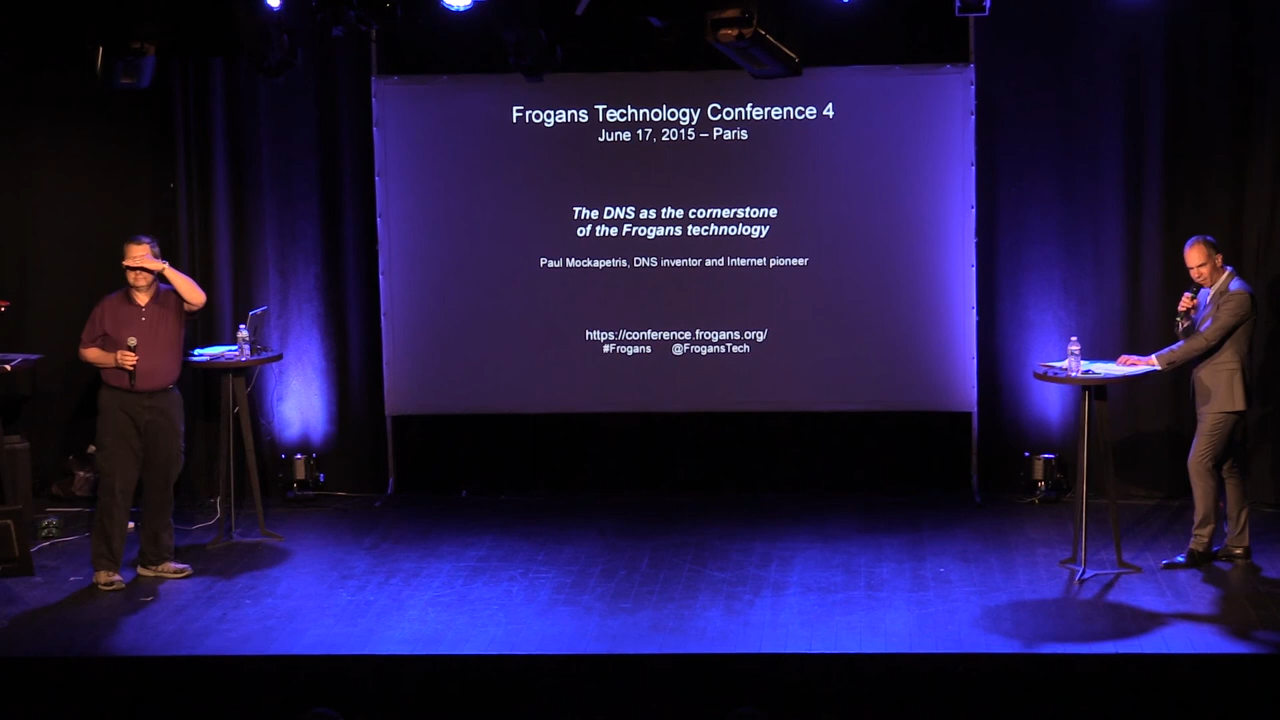 Frogans Technology Conference 4
June 17, 2015 – Paris
The DNS as the cornerstone
of the Frogans technology
Paul Mockapetris, DNS inventor and Internet pioneer
https://conference.frogans.org/
#Frogans @FrogansTech